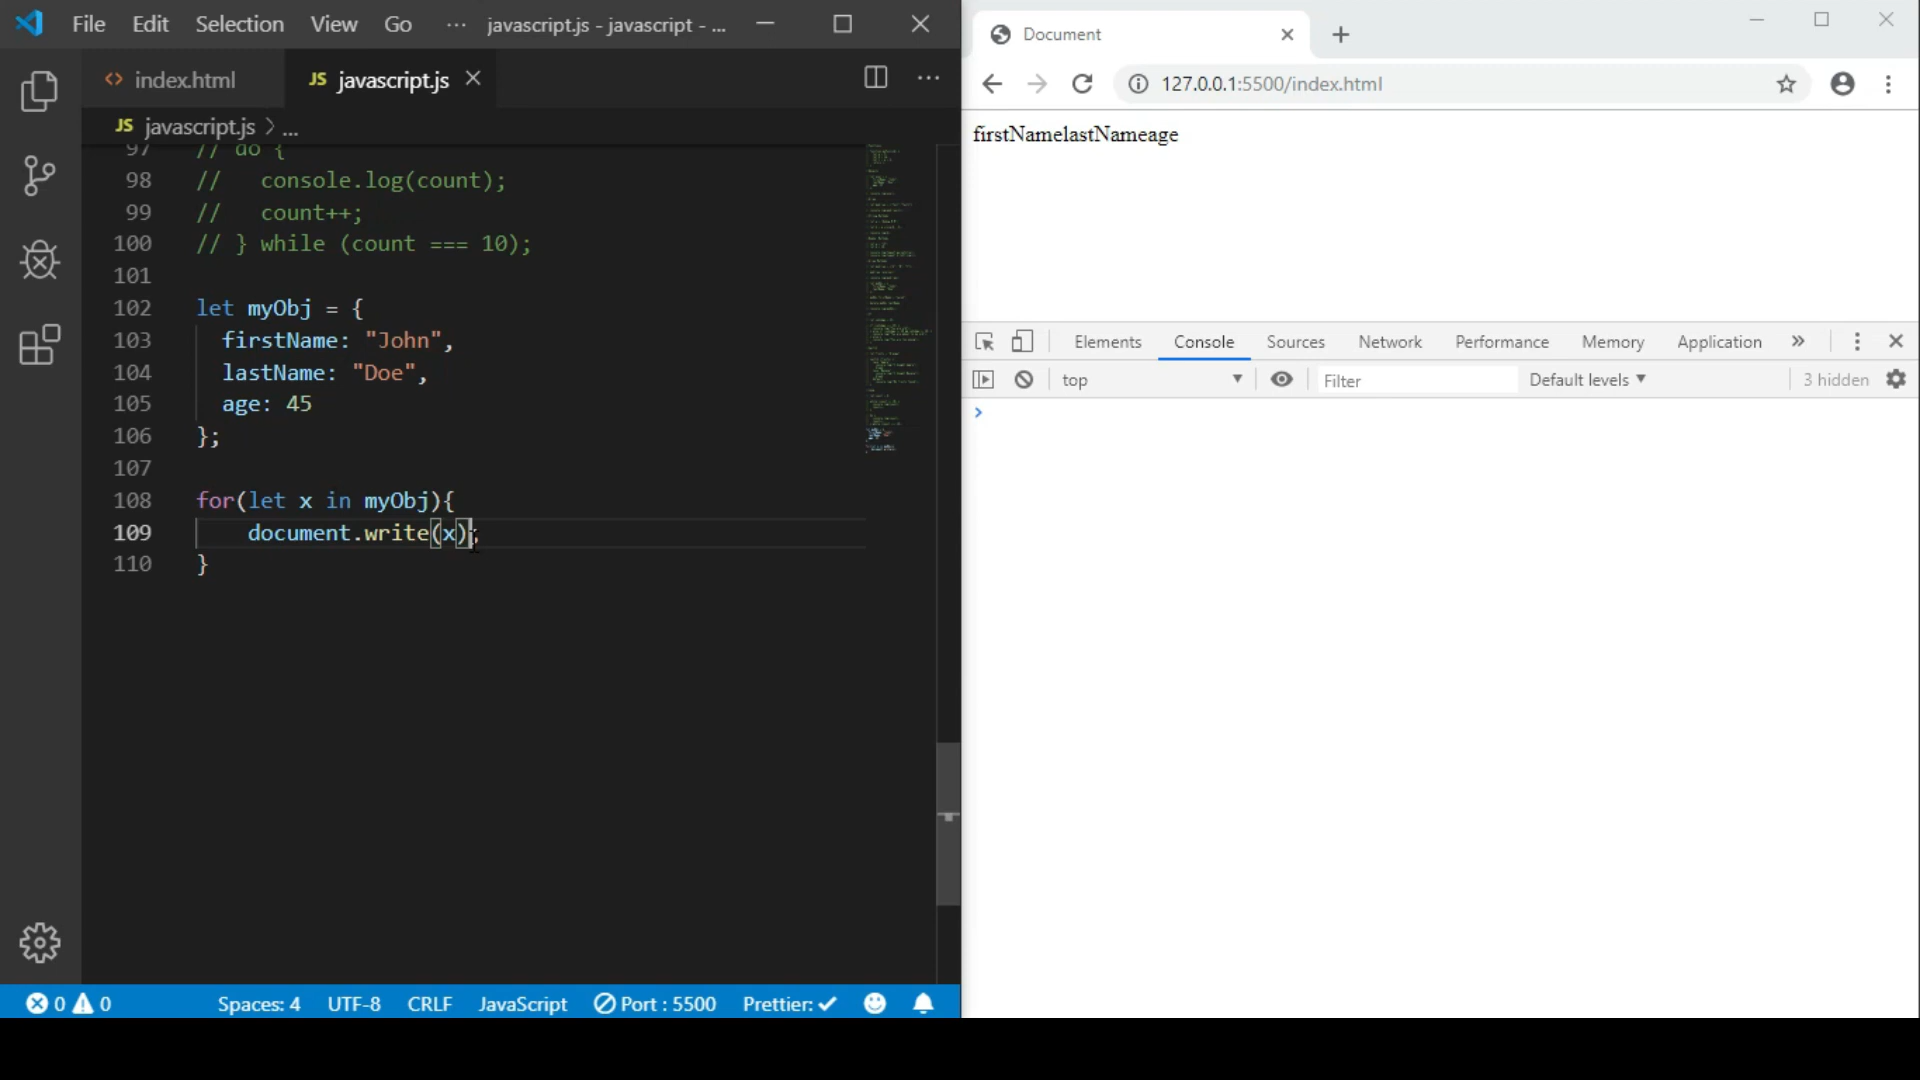 File Edit Selection View Go ··· javascript.js - javascript - ...
<> index.html JS javascript.js
JS javascript.js > ...
97 // do {
98 //   console.log(count);
99 //   count++;
100 // } while (count === 10);
101
102 let myObj = {
103   firstName: "John",
104   lastName: "Doe",
105   age: 45
106 };
107
108 for(let x in myObj){
109     document.write(x);
110 }
0 0 Spaces: 4 UTF-8 CRLF JavaScript Port : 5500 Prettier: ✓
Document
127.0.0.1:5500/index.html
firstNamelastNameage
Elements Console Sources Network Performance Memory Application »
top Filter Default levels 3 hidden
>